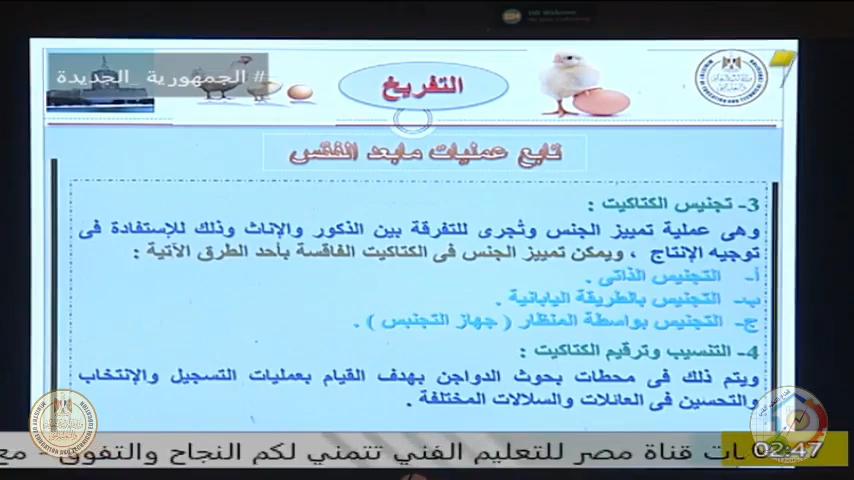 # الجمهورية_الجديدة
التفريخ
تابع عمليات مابعد الفقس
3- تجنيس الكتاكيت :
وهى عملية تمييز الجنس وتُجرى للتفرقة بين الذكور والإناث وذلك للإستفادة فى
توجيه الإنتاج ، ويمكن تمييز الجنس فى الكتاكيت الفاقسة بأحد الطرق الآتية :
أ- التجنيس الذاتى .
ب- التجنيس بالطريقة اليابانية .
ج- التجنيس بواسطة المنظار ( جهاز التجنيس ) .
4- التنسيب وترقيم الكتاكيت :
ويتم ذلك فى محطات بحوث الدواجن بهدف القيام بعمليات التسجيل والإنتخاب
والتحسين فى العائلات والسلالات المختلفة .
قناة مصر للتعليم الفني تتمني لكم النجاح والتفوق - مع
02:47